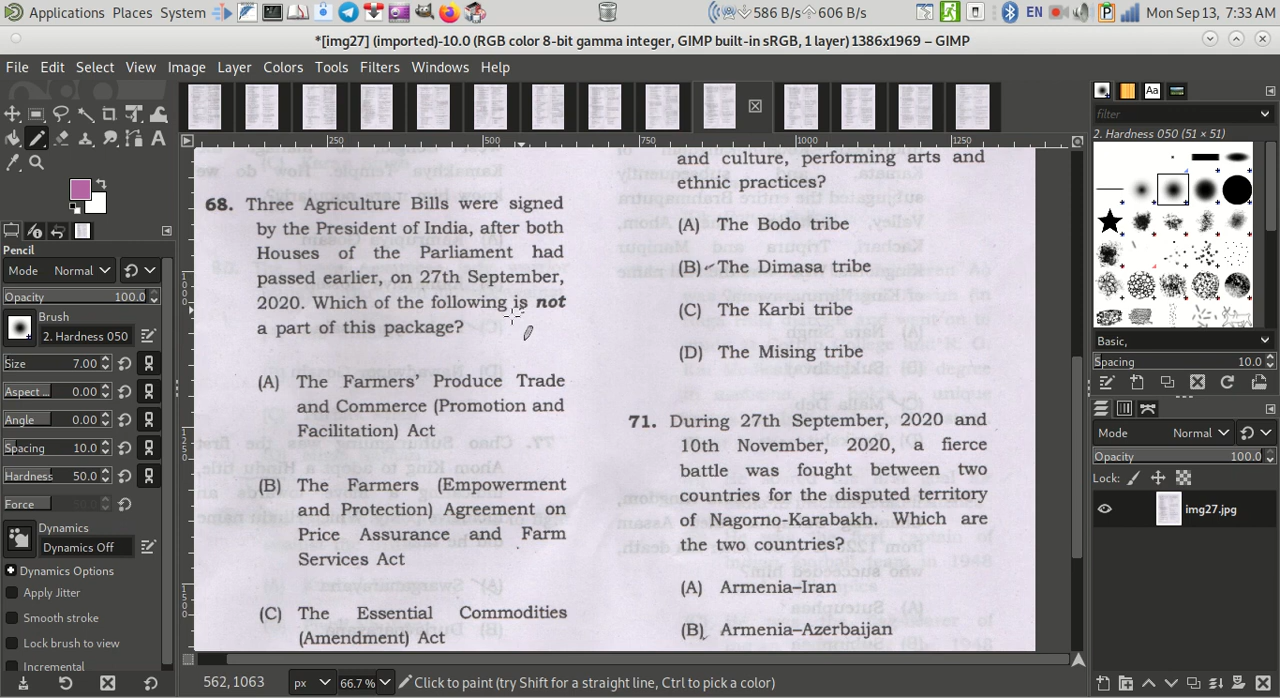 Applications Places System 586 B/s 606 B/s EN Mon Sep 13, 7:33 AM
*[img27] (imported)-10.0 (RGB color 8-bit gamma integer, GIMP built-in sRGB, 1 layer) 1386x1969 – GIMP
File Edit Select View Image Layer Colors Tools Filters Windows Help
Pencil
Mode Normal
Opacity 100.0
Brush
2. Hardness 050
Size 7.00
Aspect ... 0.00
Angle 0.00
Spacing 10.0
Hardness 50.0
Force
Dynamics
Dynamics Off
Dynamics Options
Apply Jitter
Smooth stroke
Lock brush to view
Incremental
250 500 750 1000 1250
68. Three Agriculture Bills were signed
by the President of India, after both
Houses of the Parliament had
passed earlier, on 27th September,
2020. Which of the following is not
a part of this package?
(A) The Farmers' Produce Trade
and Commerce (Promotion and
Facilitation) Act
(B) The Farmers (Empowerment
and Protection) Agreement on
Price Assurance and Farm
Services Act
(C) The Essential Commodities
(Amendment) Act
and culture, performing arts and
ethnic practices?
(A) The Bodo tribe
(B) The Dimasa tribe
(C) The Karbi tribe
(D) The Mising tribe
71. During 27th September, 2020 and
10th November, 2020, a fierce
battle was fought between two
countries for the disputed territory
of Nagorno-Karabakh. Which are
the two countries?
(A) Armenia–Iran
(B) Armenia–Azerbaijan
562, 1063 px 66.7 % Click to paint (try Shift for a straight line, Ctrl to pick a color)
Aa
filter
2. Hardness 050 (51 × 51)
Basic,
Spacing 10.0
Mode Normal
Opacity 100.0
Lock:
img27.jpg